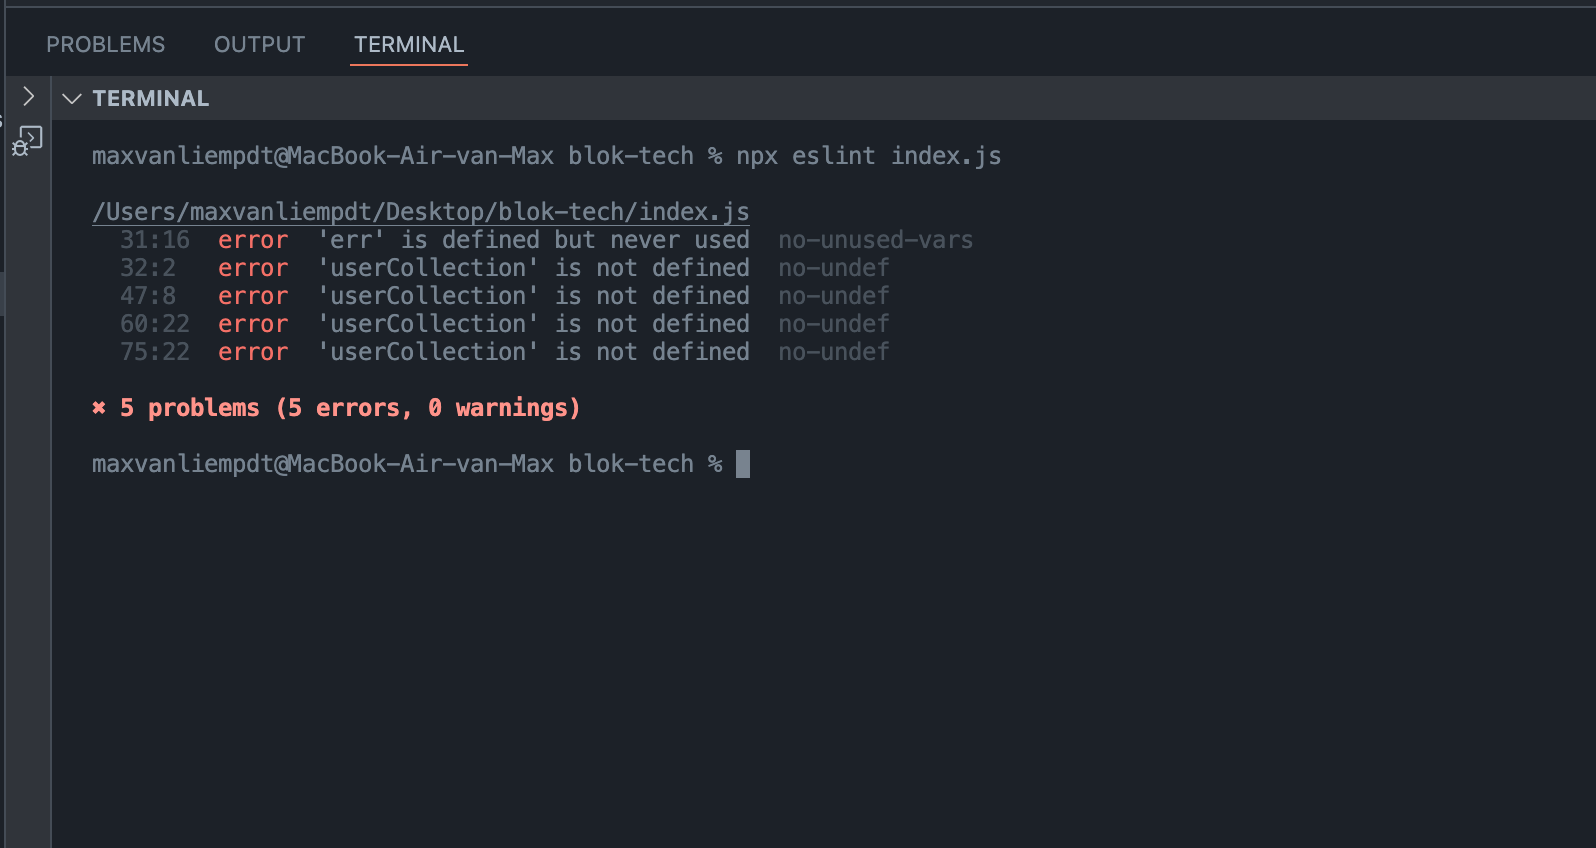 PROBLEMS OUTPUT TERMINAL
TERMINAL
maxvanliempdt@MacBook-Air-van-Max blok-tech % npx eslint index.js
/Users/maxvanliempdt/Desktop/blok-tech/index.js
31:16 error 'err' is defined but never used no-unused-vars
32:2 error 'userCollection' is not defined no-undef
47:8 error 'userCollection' is not defined no-undef
60:22 error 'userCollection' is not defined no-undef
75:22 error 'userCollection' is not defined no-undef
✖ 5 problems (5 errors, 0 warnings)
maxvanliempdt@MacBook-Air-van-Max blok-tech %